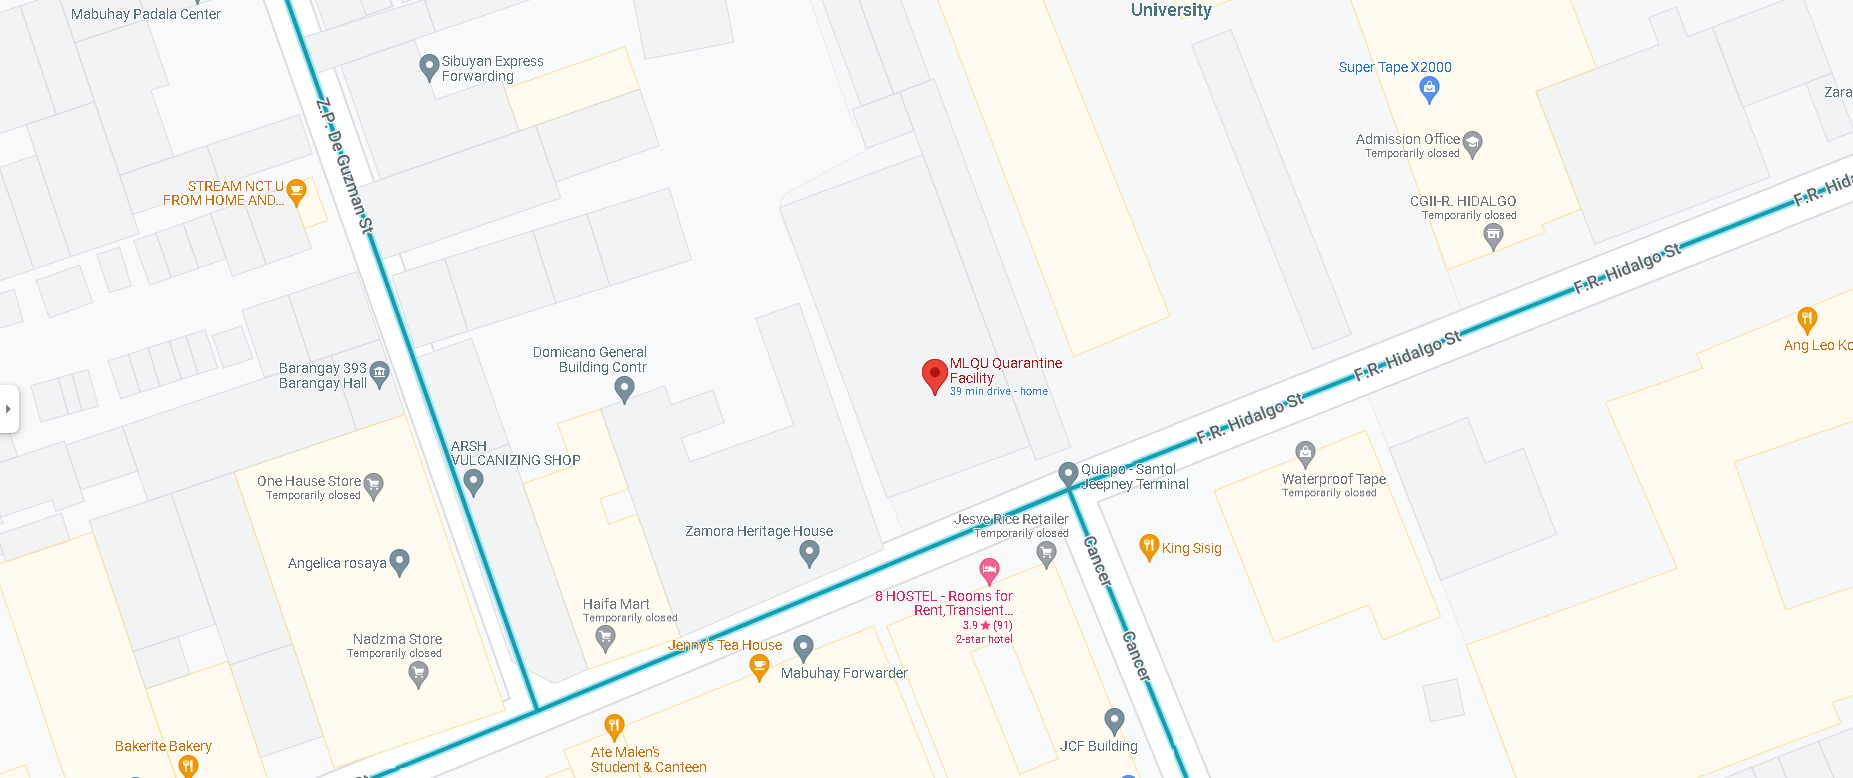 Mabuhay Padala Center
University
Sibuyan Express
Forwarding
Super Tape X2000
Zara
Z.P. De Guzman St
Admission Office
Temporarily closed
STREAM NCT U
FROM HOME AND...
CGII-R. HIDALGO
Temporarily closed
F.R. Hida
F.R. Hidalgo St
F.R. Hidalgo St
F.R. Hidalgo St
Ang Leo Ko
Barangay 393
Barangay Hall
Domicano General
Building Contr
MLQU Quarantine
Facility
39 min drive - home
ARSH
VULCANIZING SHOP
One Hause Store
Temporarily closed
Quiapo - Santol
Jeepney Terminal
Waterproof Tape
Temporarily closed
Zamora Heritage House
Jesve Rice Retailer
Temporarily closed
King Sisig
Cancer
Cancer
Angelica rosaya
8 HOSTEL - Rooms for
Rent,Transient...
3.9 ★ (91)
2-star hotel
Haifa Mart
Temporarily closed
Nadzma Store
Temporarily closed
Jenny's Tea House
Mabuhay Forwarder
JCF Building
Bakerite Bakery
Ate Malen's
Student & Canteen